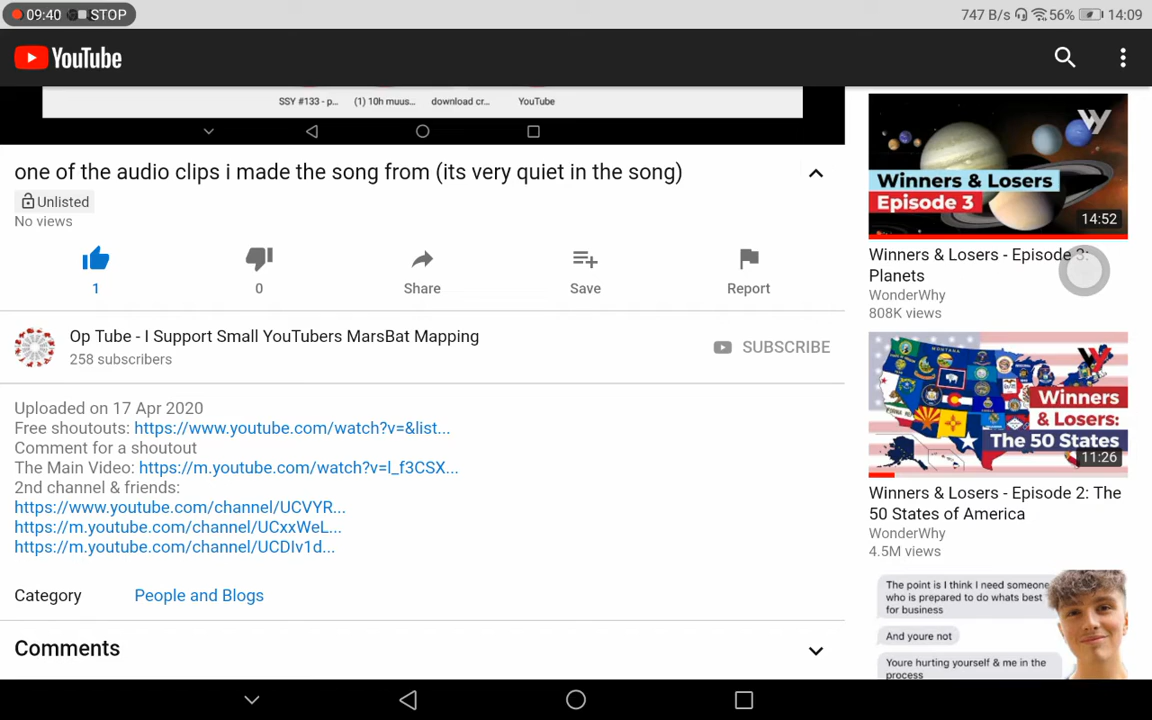 09:40 STOP
747 B/s 56% 14:09
YouTube
SSY #133 - p... (1) 10h muus... download cr... YouTube
one of the audio clips i made the song from (its very quiet in the song)
Unlisted
No views
1 0 Share Save Report
Op Tube - I Support Small YouTubers MarsBat Mapping
258 subscribers
SUBSCRIBE
Uploaded on 17 Apr 2020
Free shoutouts: https://www.youtube.com/watch?v=&list...
Comment for a shoutout
The Main Video: https://m.youtube.com/watch?v=l_f3CSX...
2nd channel & friends:
https://www.youtube.com/channel/UCVYR...
https://m.youtube.com/channel/UCxxWeL...
https://m.youtube.com/channel/UCDIv1d...
Category People and Blogs
Comments
Winners & Losers
Episode 3
14:52
Winners & Losers - Episode 3:
Planets
WonderWhy
808K views
MONTANA
Winners
& Losers:
The 50 States
11:26
Winners & Losers - Episode 2: The
50 States of America
WonderWhy
4.5M views
The point is I think I need someone
who is prepared to do whats best
for business
And youre not
Youre hurting yourself & me in the
process